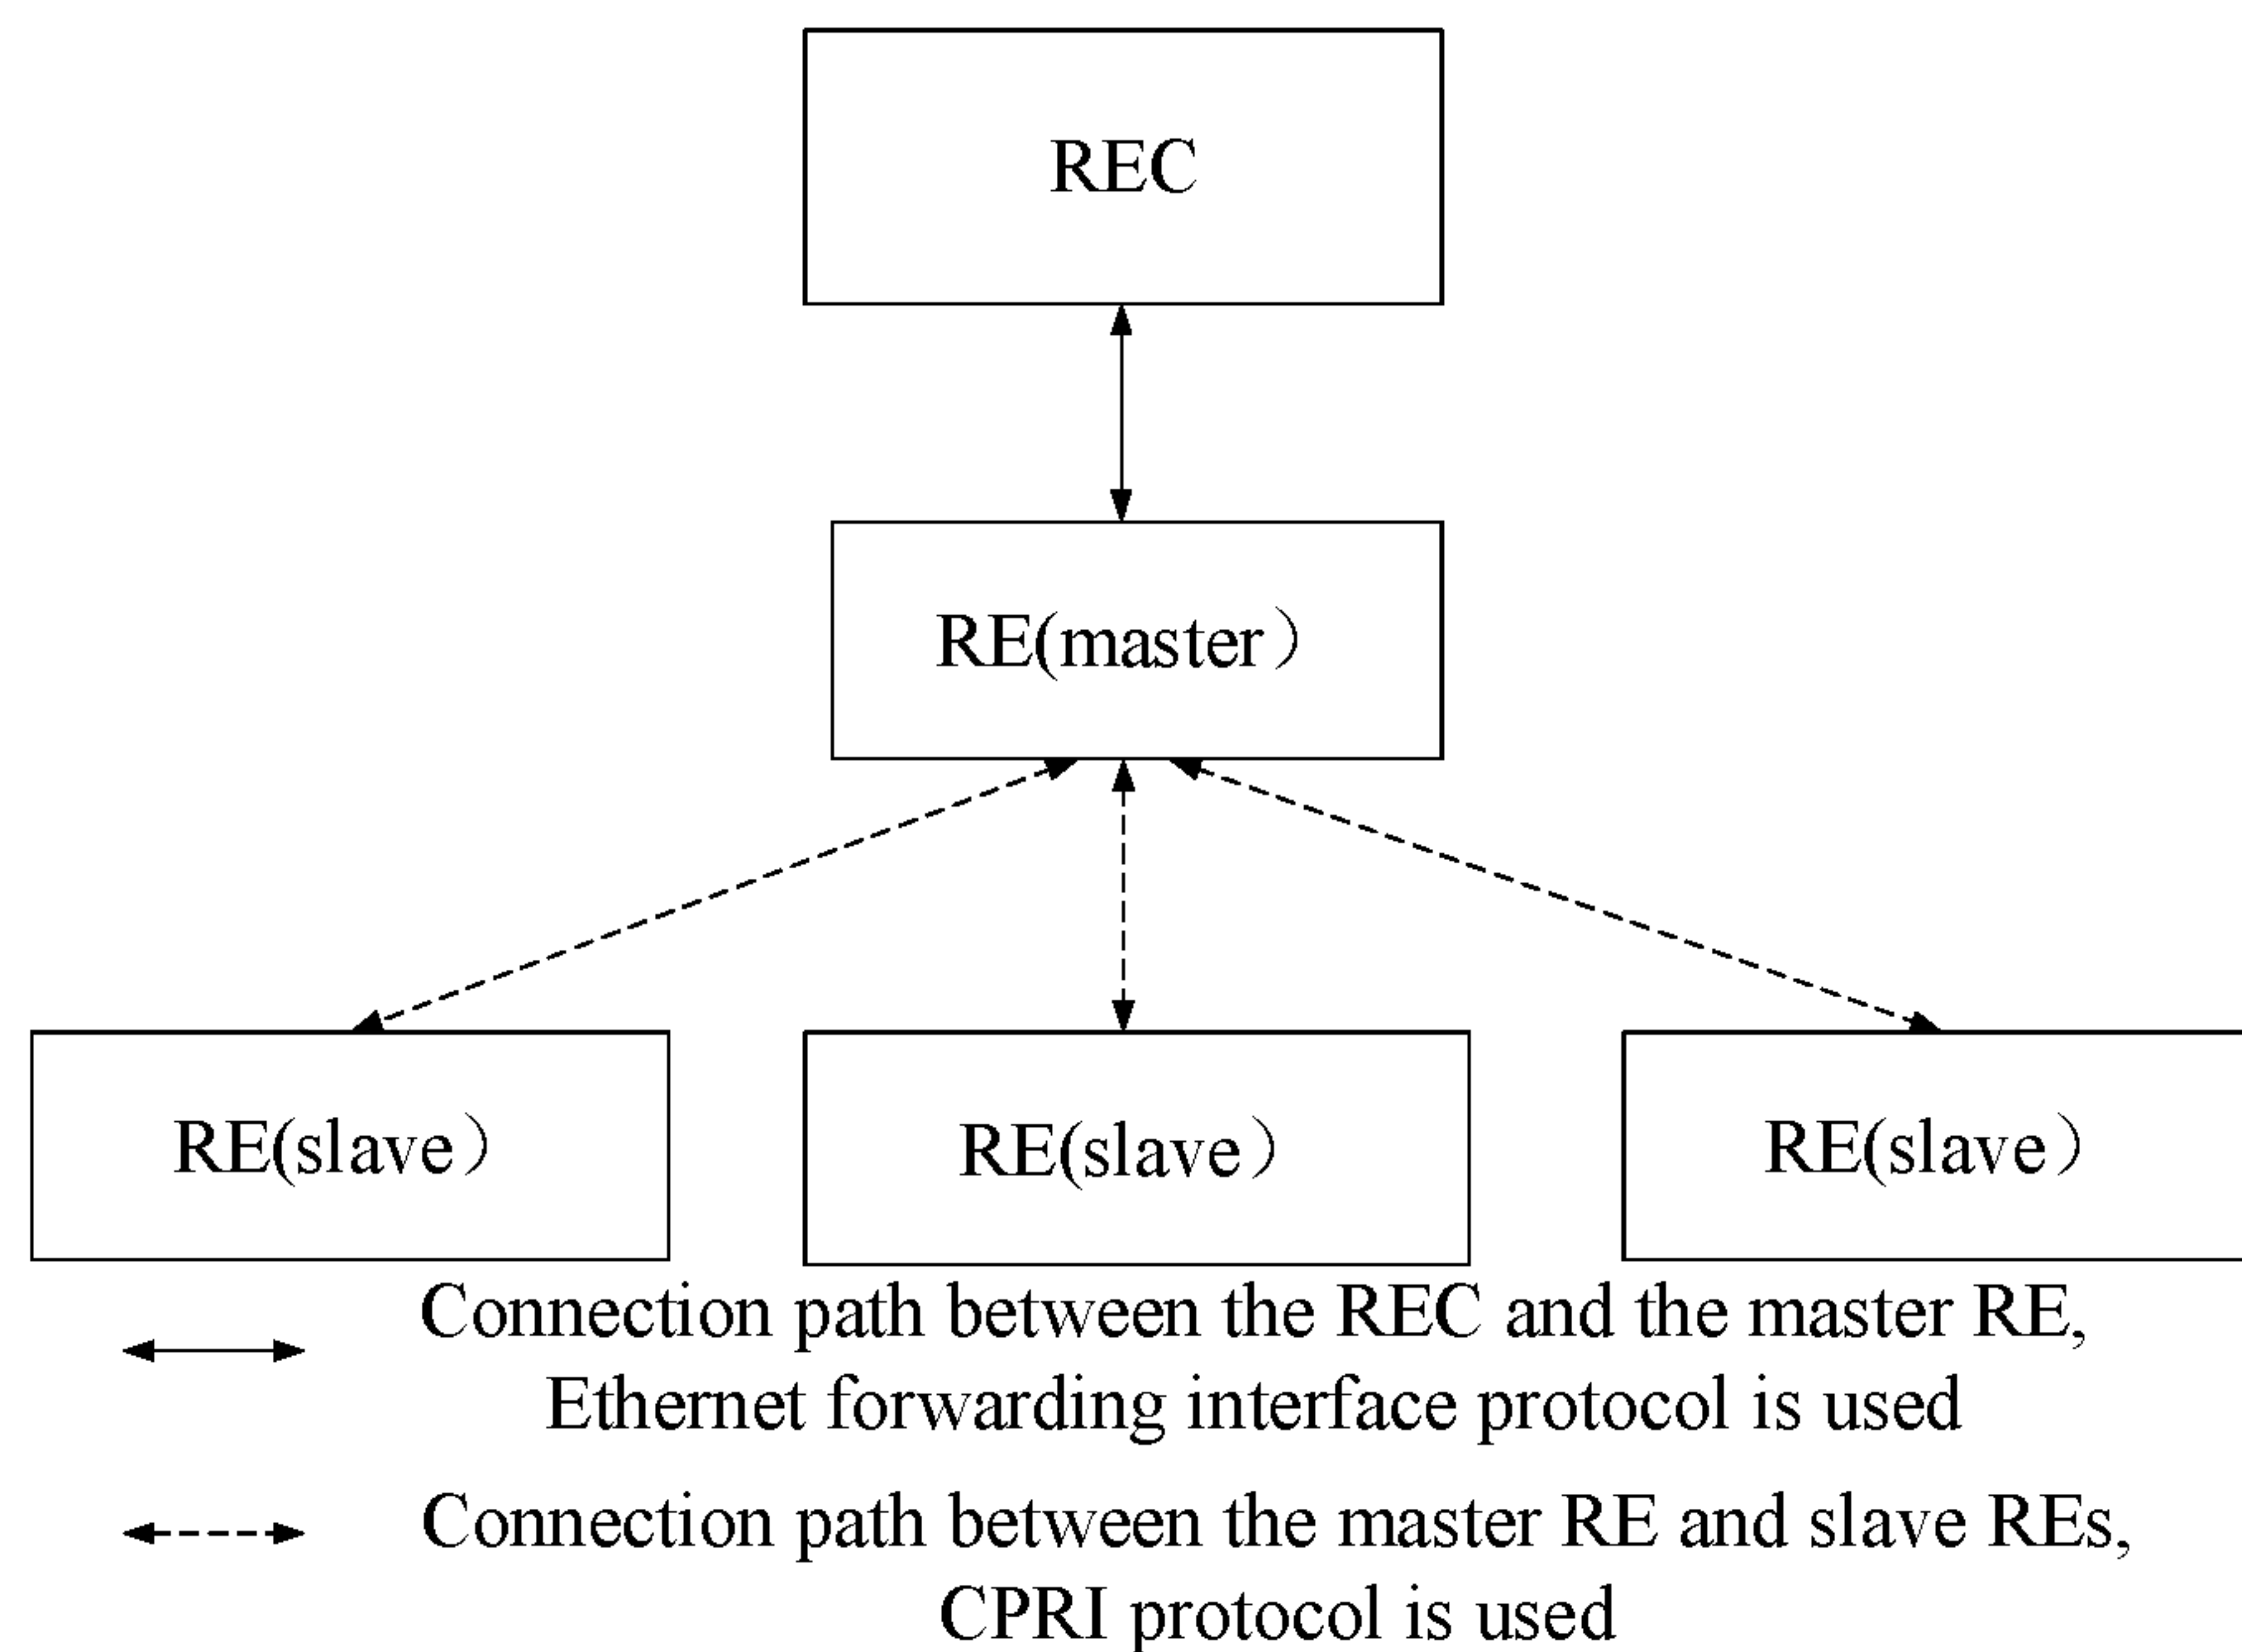 REC
RE(master）
RE(slave）
RE(slave）
RE(slave）
Connection path between the REC and the master RE,
Ethernet forwarding interface protocol is used
Connection path between the master RE and slave REs,
CPRI protocol is used